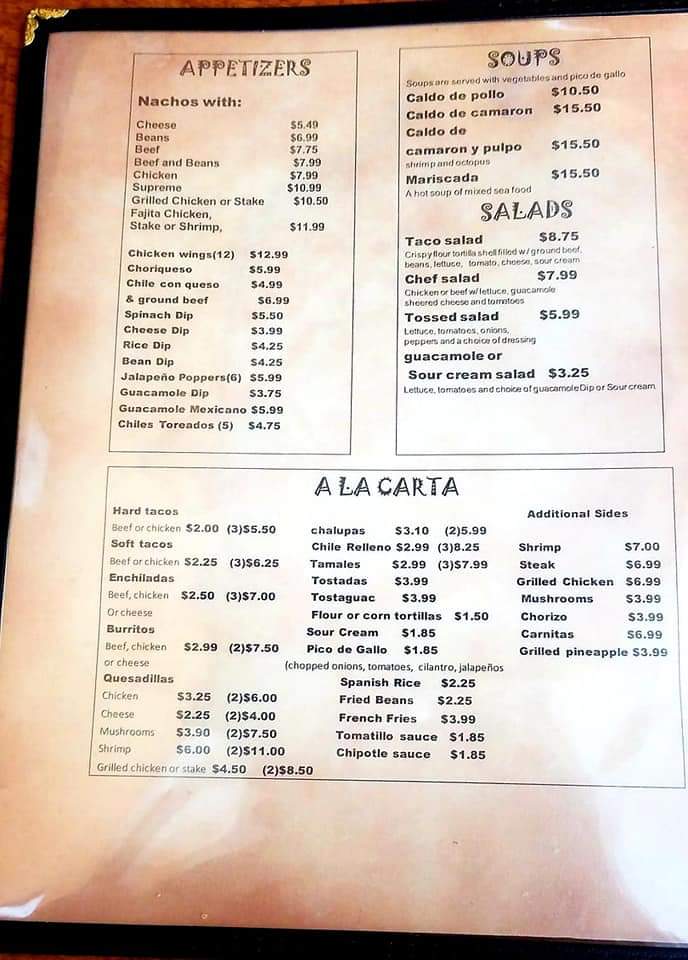 APPETIZERS
Nachos with:
Cheese $5.49
Beans $6.99
Beef $7.75
Beef and Beans $7.99
Chicken $7.99
Supreme $10.99
Grilled Chicken or Stake $10.50
Fajita Chicken,
Stake or Shrimp, $11.99
Chicken wings(12) $12.99
Choriqueso $5.99
Chile con queso $4.99
& ground beef $6.99
Spinach Dip $5.50
Cheese Dip $3.99
Rice Dip $4.25
Bean Dip $4.25
Jalapeño Poppers(6) $5.99
Guacamole Dip $3.75
Guacamole Mexicano $5.99
Chiles Toreados (5) $4.75
SOUPS
Soups are served with vegetables and pico de gallo
Caldo de pollo $10.50
Caldo de camaron $15.50
Caldo de
camaron y pulpo $15.50
shrimp and octopus
Mariscada $15.50
A hot soup of mixed sea food
SALADS
Taco salad $8.75
Crispy flour tortilla shell filled w/ ground beef,
beans, lettuce, tomato, cheese, sour cream
Chef salad $7.99
Chicken or beef w/ lettuce, guacamole
sheered cheese and tomatoes
Tossed salad $5.99
Lettuce, tomatoes, onions,
peppers and a choice of dressing
guacamole or
Sour cream salad $3.25
Lettuce, tomatoes and choice of guacamole Dip or Sour cream
A LA CARTA
Hard tacos
Beef or chicken $2.00 (3)$5.50
Soft tacos
Beef or chicken $2.25 (3)$6.25
Enchiladas
Beef, chicken $2.50 (3)$7.00
Or cheese
Burritos
Beef, chicken $2.99 (2)$7.50
or cheese
Quesadillas
Chicken $3.25 (2)$6.00
Cheese $2.25 (2)$4.00
Mushrooms $3.90 (2)$7.50
Shrimp $6.00 (2)$11.00
Grilled chicken or stake $4.50 (2)$8.50
chalupas $3.10 (2)5.99
Chile Relleno $2.99 (3)8.25
Tamales $2.99 (3)$7.99
Tostadas $3.99
Tostaguac $3.99
Flour or corn tortillas $1.50
Sour Cream $1.85
Pico de Gallo $1.85
(chopped onions, tomatoes, cilantro, jalapeños
Spanish Rice $2.25
Fried Beans $2.25
French Fries $3.99
Tomatillo sauce $1.85
Chipotle sauce $1.85
Additional Sides
Shrimp $7.00
Steak $6.99
Grilled Chicken $6.99
Mushrooms $3.99
Chorizo $3.99
Carnitas $6.99
Grilled pineapple $3.99